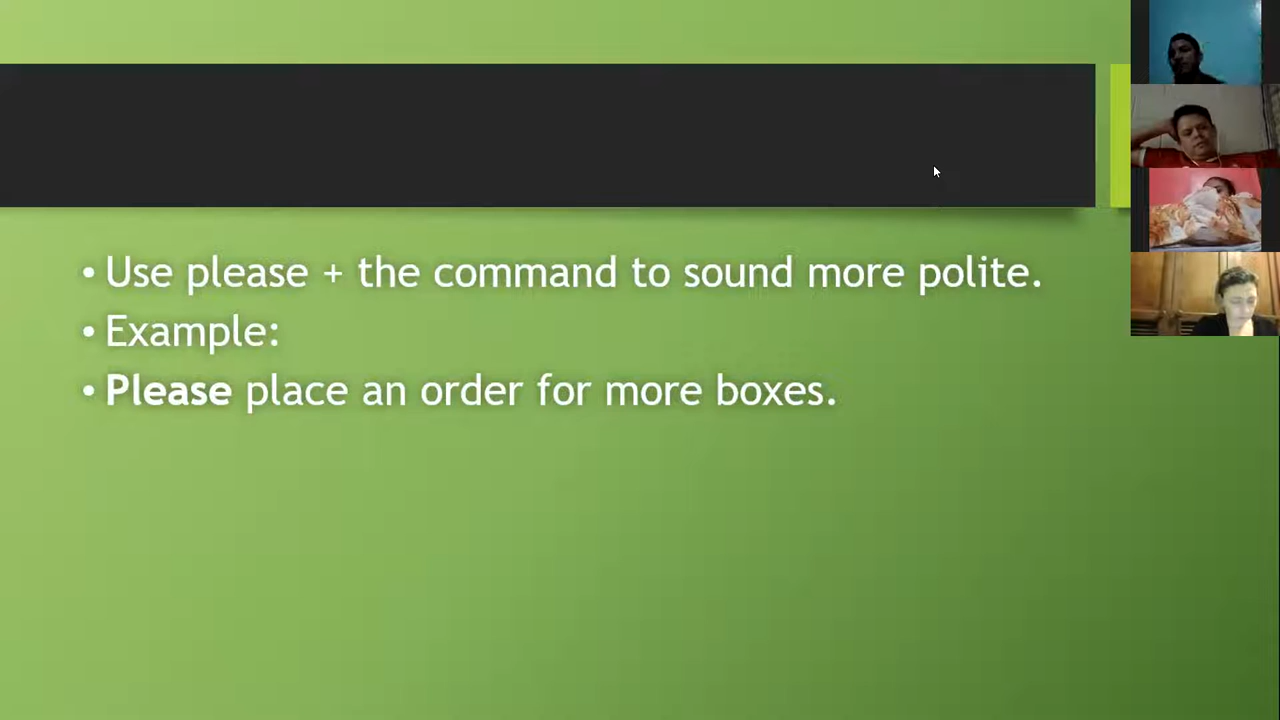 • Use please + the command to sound more polite.
• Example:
• Please place an order for more boxes.